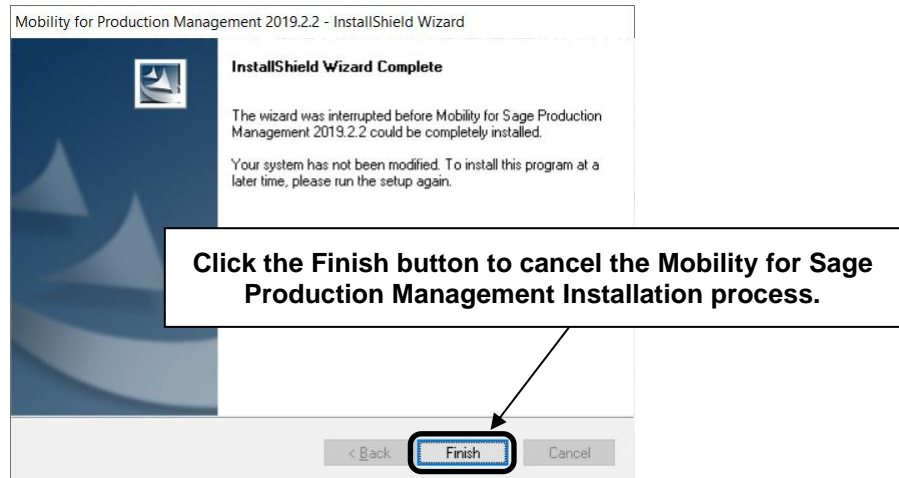 Mobility for Production Management 2019.2.2 - InstallShield Wizard
InstallShield Wizard Complete
The wizard was interrupted before Mobility for Sage Production
Management 2019.2.2 could be completely installed.
Your system has not been modified. To install this program at a
later time, please run the setup again.
Click the Finish button to cancel the Mobility for Sage
Production Management Installation process.
< Back
Finish
Cancel